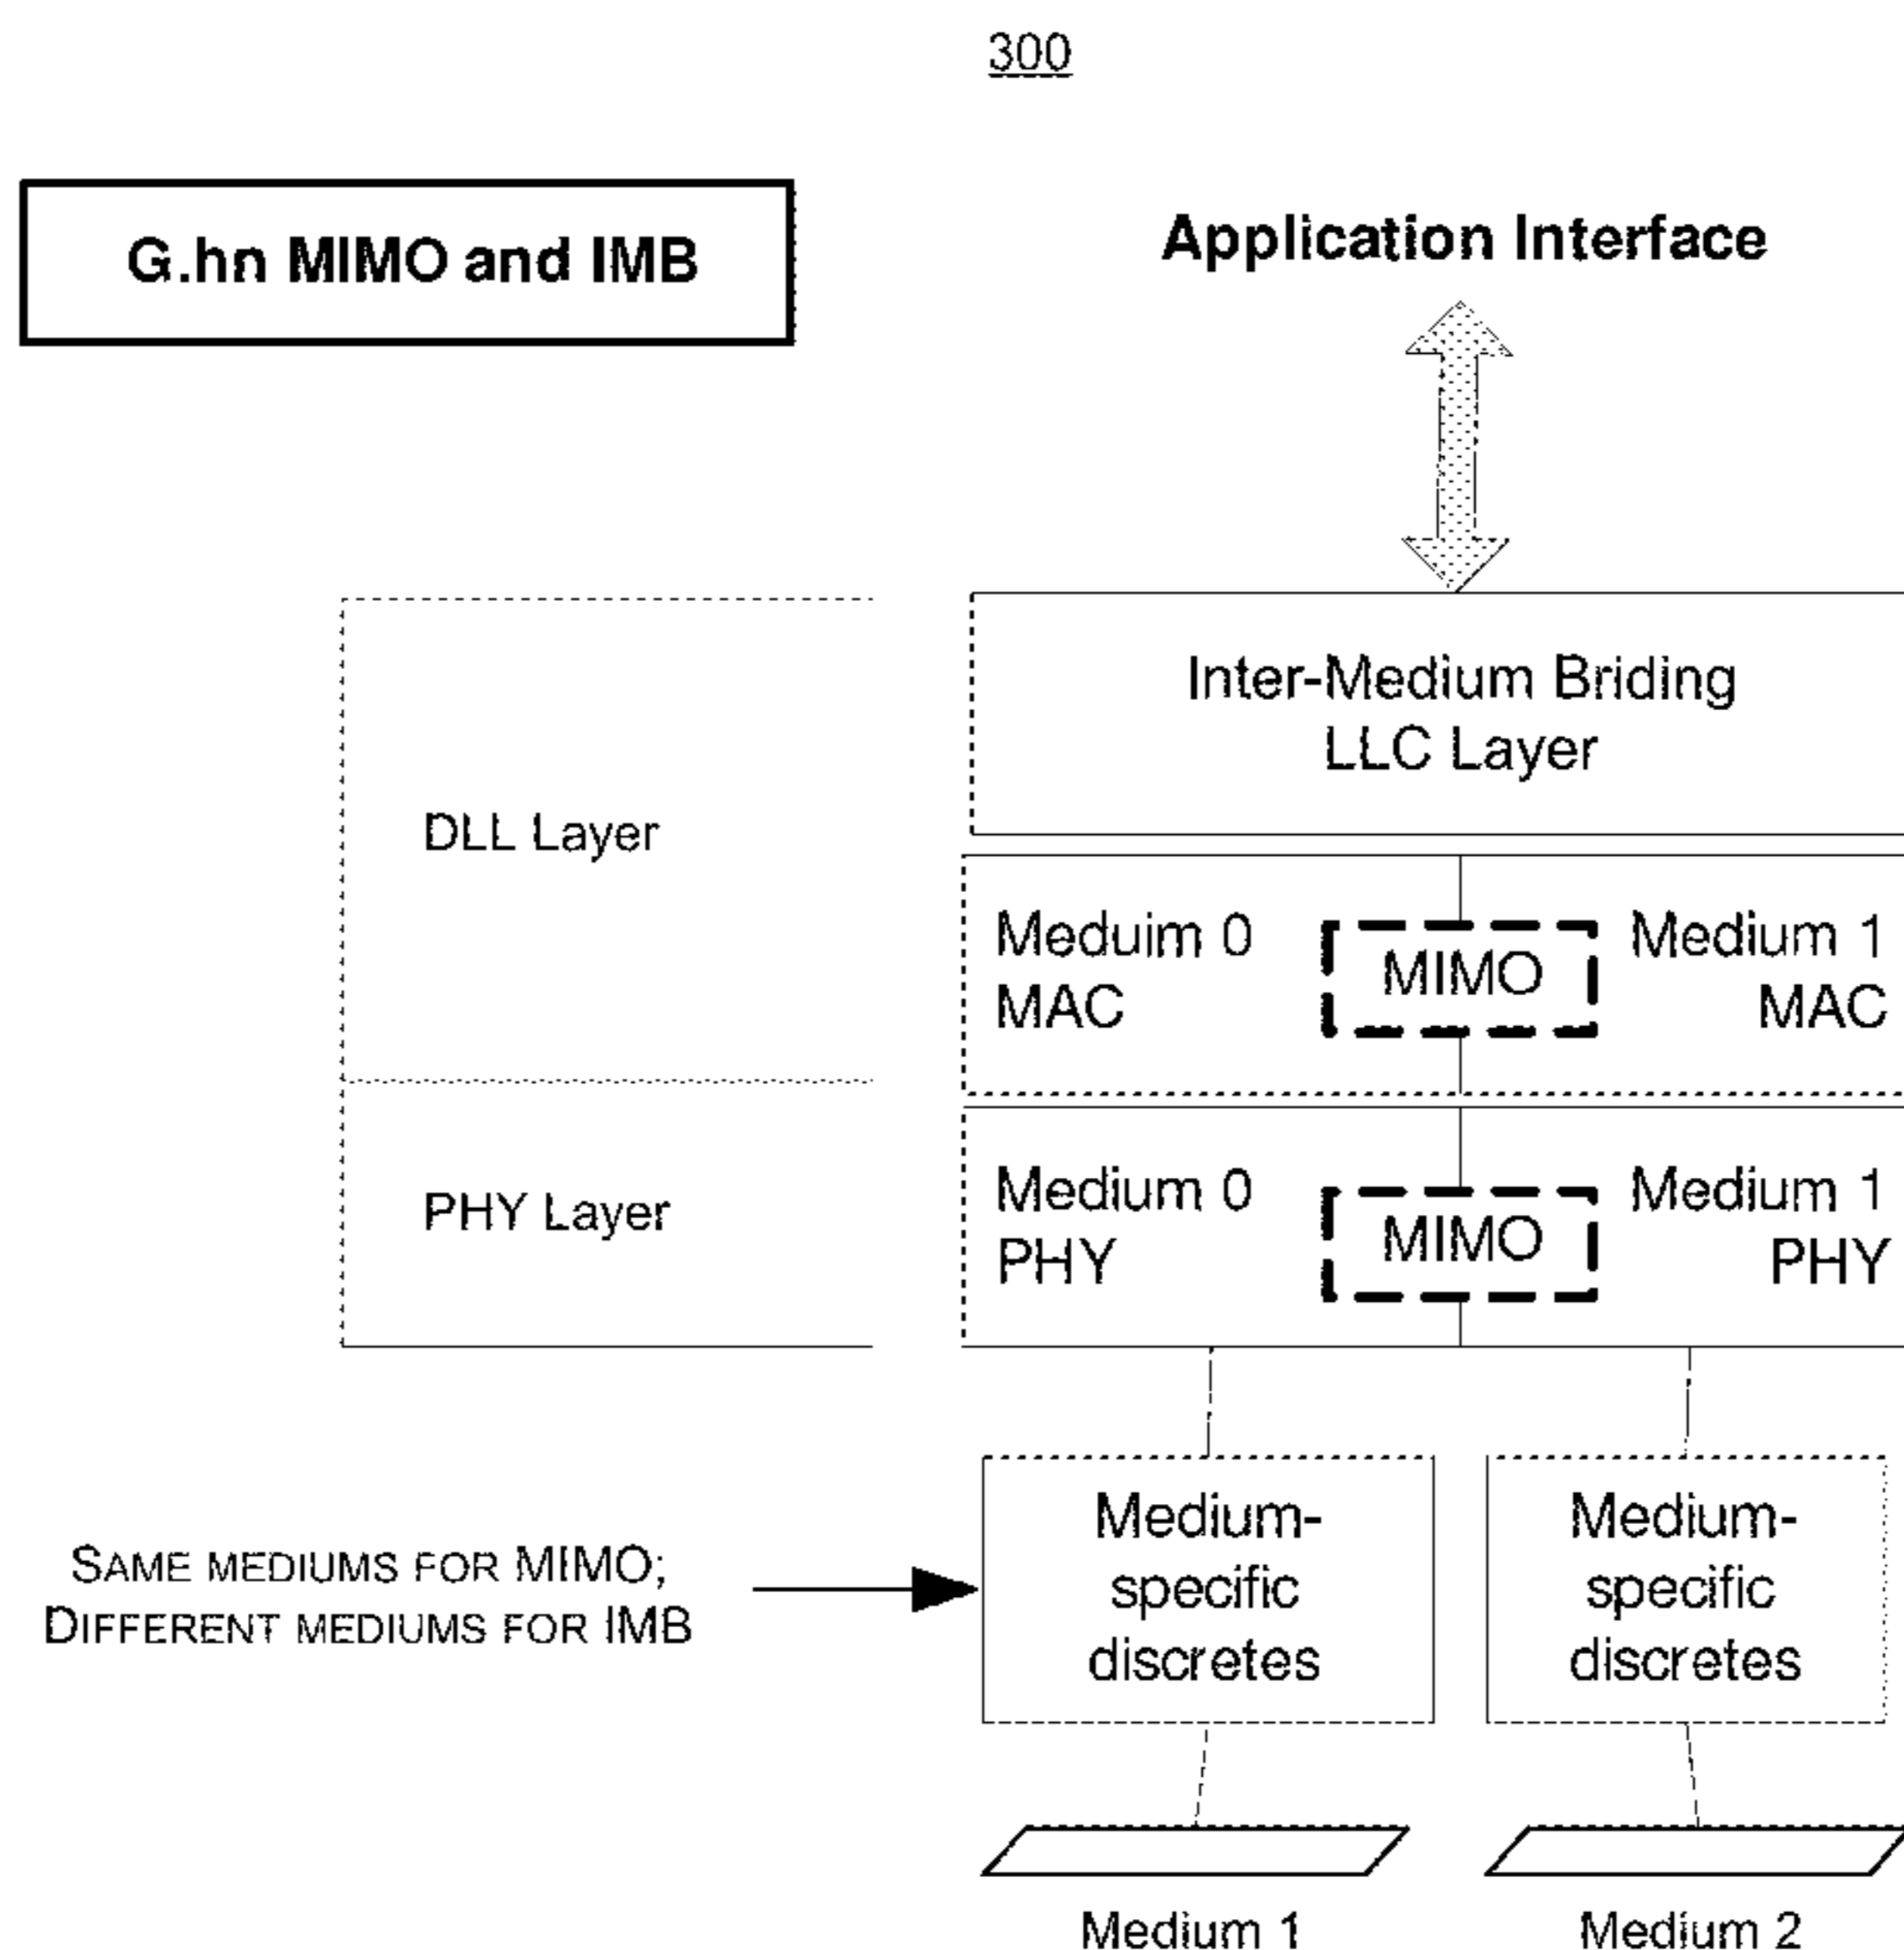 300
G.hn MIMO and IMB
Application Interface
Inter-Medium Briding
LLC Layer
DLL Layer
Meduim 0
MAC
MIMO
Medium 1
MAC
PHY Layer
Medium 0
PHY
MIMO
Medium 1
PHY
SAME MEDIUMS FOR MIMO;
DIFFERENT MEDIUMS FOR IMB
Medium-
specific
discretes
Medium-
specific
discretes
Medium 1
Medium 2